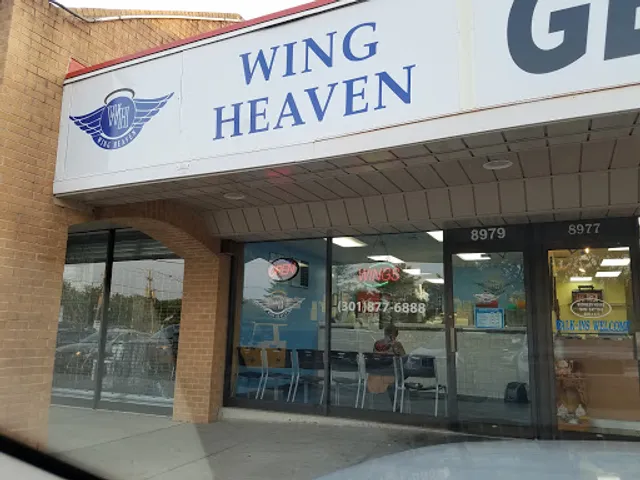 WING
HEAVEN
GE
WH
WING HEAVEN
8979
8977
OPEN
WINGS
(301)877-6888
WALK-INS WELCOME